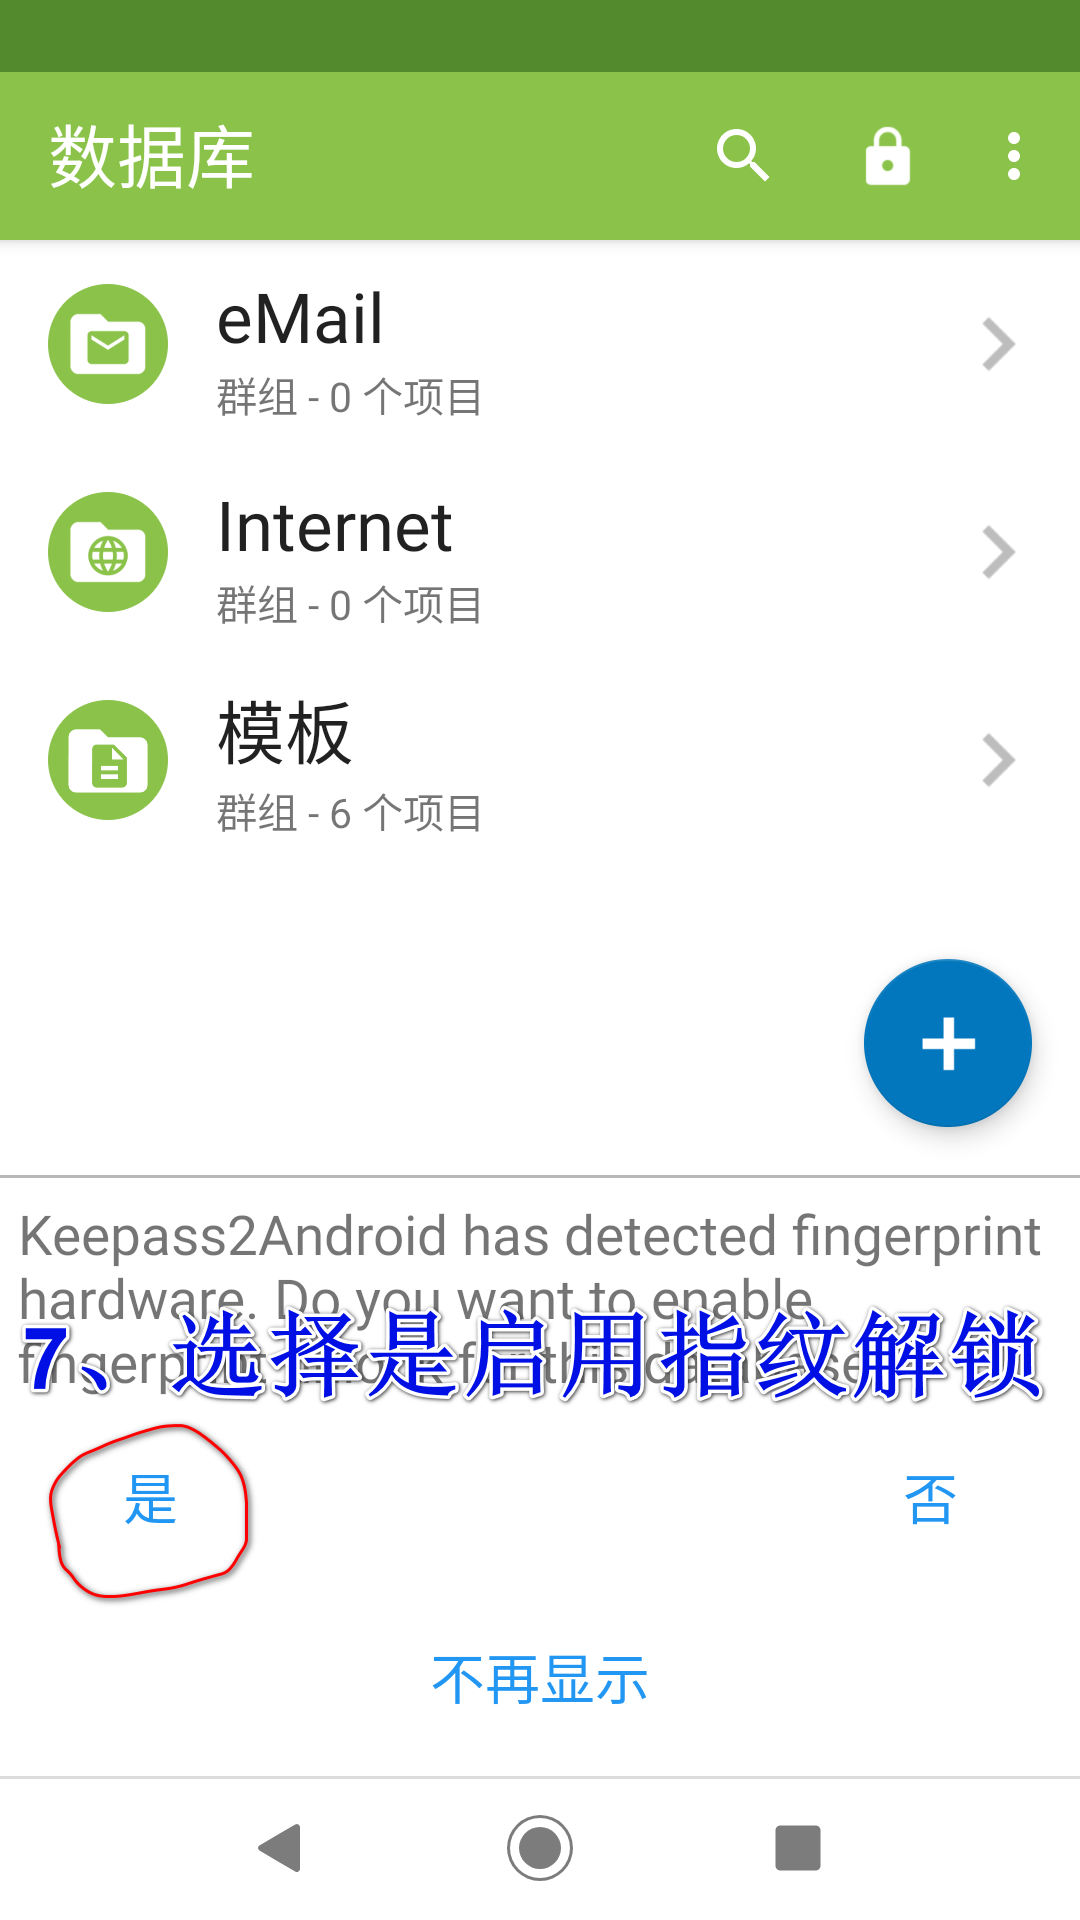 数据库
eMail
群组 - 0 个项目
Internet
群组 - 0 个项目
模板
群组 - 6 个项目
Keepass2Android has detected fingerprint
hardware. Do you want to enable
7、选择是启用指纹解锁
是
否
不再显示